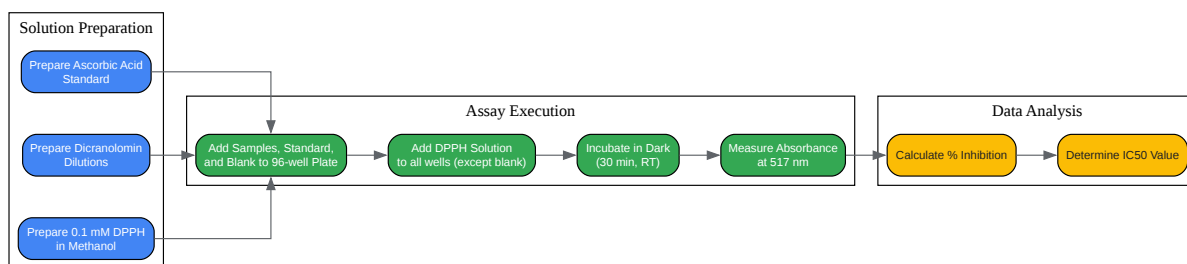 Solution Preparation
Prepare Ascorbic Acid
Standard
Prepare Dicranolomin
Dilutions
Prepare 0.1 mM DPPH
in Methanol
Assay Execution
Add Samples, Standard,
and Blank to 96-well Plate
Add DPPH Solution
to all wells (except blank)
Incubate in Dark
(30 min, RT)
Measure Absorbance
at 517 nm
Data Analysis
Calculate % Inhibition
Determine IC50 Value